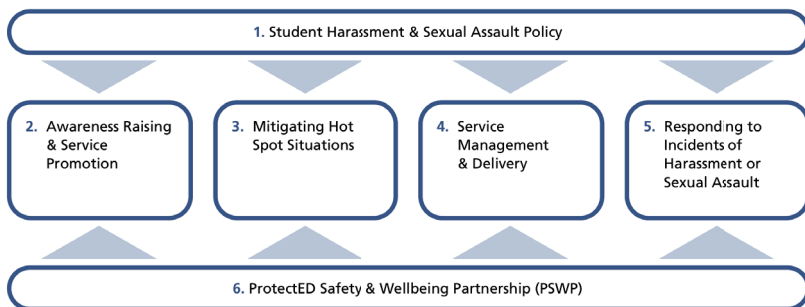 1. Student Harassment & Sexual Assault Policy
2. Awareness Raising
& Service
Promotion
3. Mitigating Hot
Spot Situations
4. Service
Management
& Delivery
5. Responding to
Incidents of
Harassment or
Sexual Assault
6. ProtectED Safety & Wellbeing Partnership (PSWP)